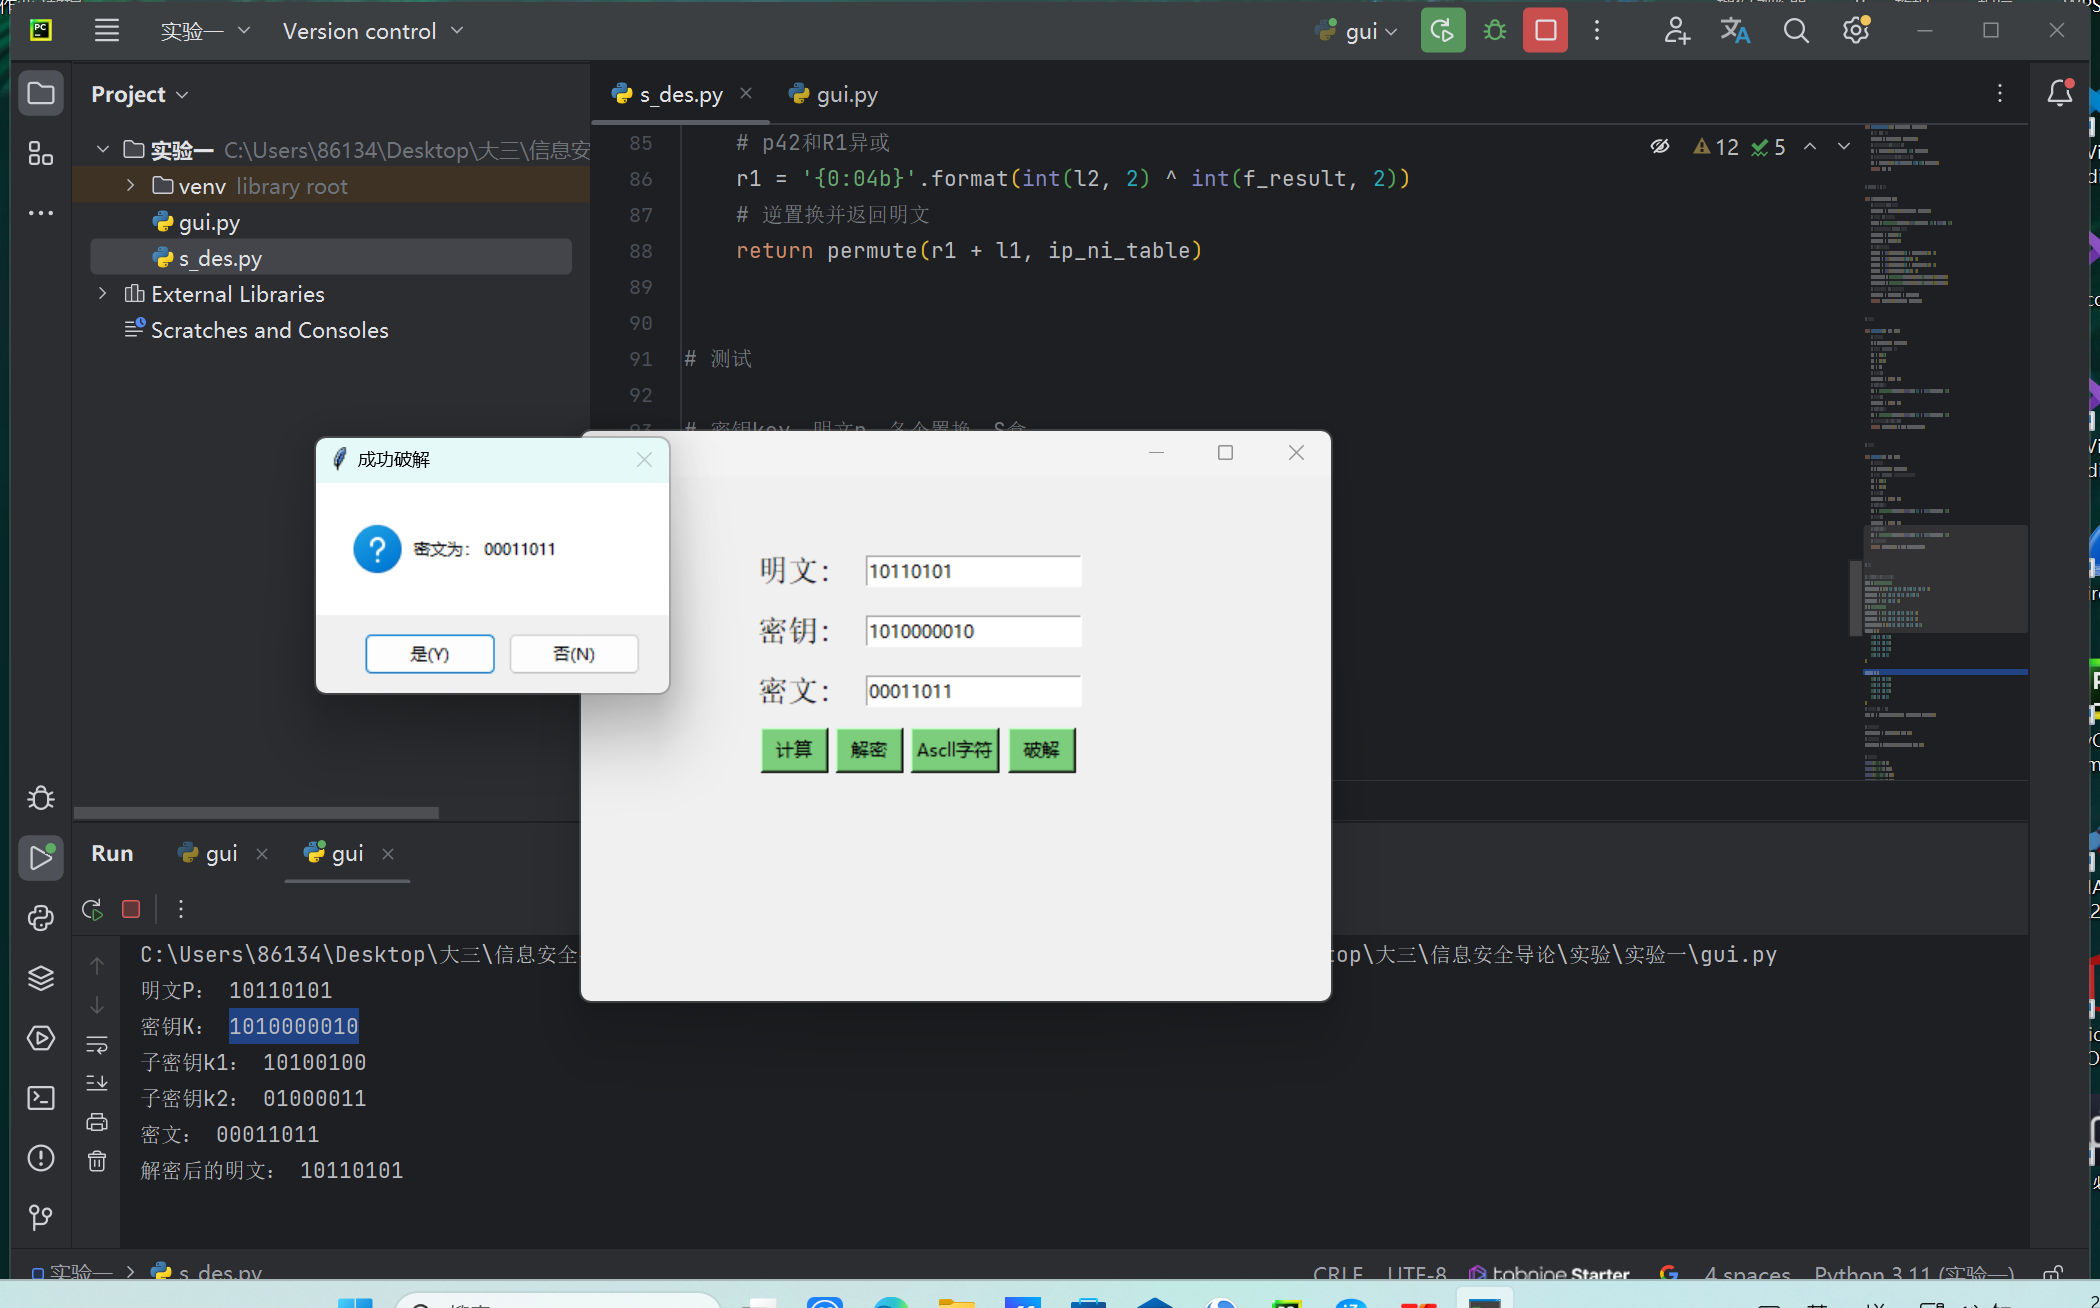 实验一
Version control
gui
Project
s_des.py
gui.py
实验一 C:\Users\86134\Desktop\大三\信息安
venv library root
gui.py
s_des.py
External Libraries
Scratches and Consoles
85 # p42和R1异或
86 r1 = '{0:04b}'.format(int(l2, 2) ^ int(f_result, 2))
87 # 逆置换并返回明文
88 return permute(r1 + l1, ip_ni_table)
89
90
91 # 测试
92
12 5
成功破解
密文为： 00011011
是(Y) 否(N)
明文： 10110101
密钥： 1010000010
密文： 00011011
计算 解密 Ascll字符 破解
Run gui gui
C:\Users\86134\Desktop\大三\信息安全
top\大三\信息安全导论\实验\实验一\gui.py
明文P： 10110101
密钥K： 1010000010
子密钥k1： 10100100
子密钥k2： 01000011
密文： 00011011
解密后的明文： 10110101
实验一 > s_des.py
CRLF UTF-8 tabnine Starter 4 spaces Python 3.11 (实验一)